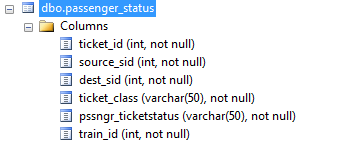 dbo.passenger_status
Columns
ticket_id (int, not null)
source_sid (int, not null)
dest_sid (int, not null)
ticket_class (varchar(50), not null)
pssngr_ticketstatus (varchar(50), not null)
train_id (int, not null)